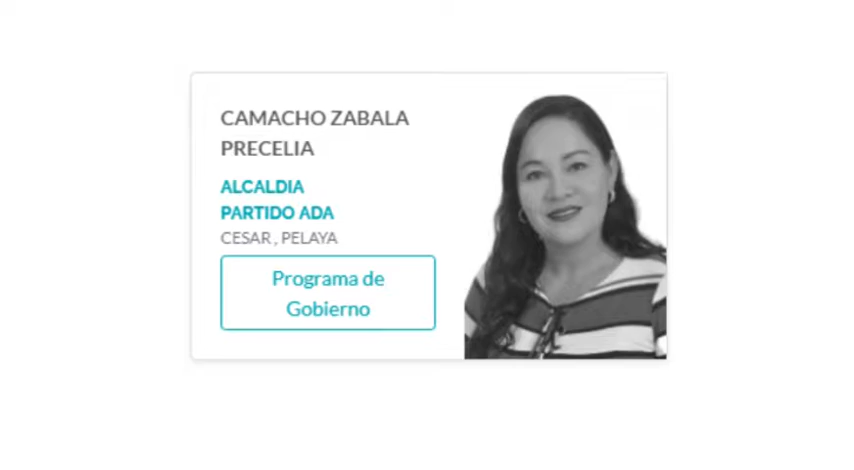 CAMACHO ZABALA
PRECELIA
ALCALDIA
PARTIDO ADA
CESAR , PELAYA
Programa de
Gobierno